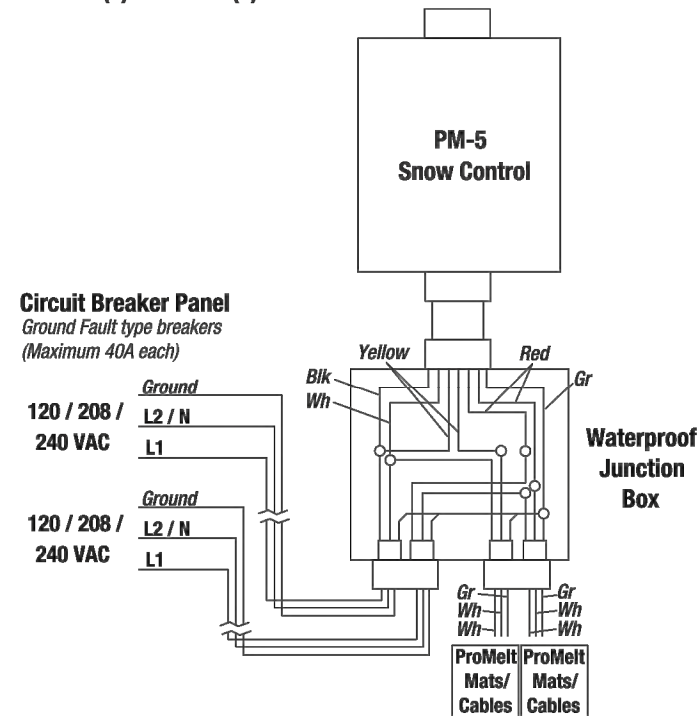 PM-5
Snow Control
Circuit Breaker Panel
Ground Fault type breakers
(Maximum 40A each)
Yellow
Red
Blk
Gr
Wh
Ground
120 / 208 /
240 VAC
L2 / N
L1
Waterproof
Junction
Box
Ground
120 / 208 /
240 VAC
L2 / N
L1
Gr
Wh
Wh
Gr
Wh
Wh
ProMelt
Mats/
Cables
ProMelt
Mats/
Cables